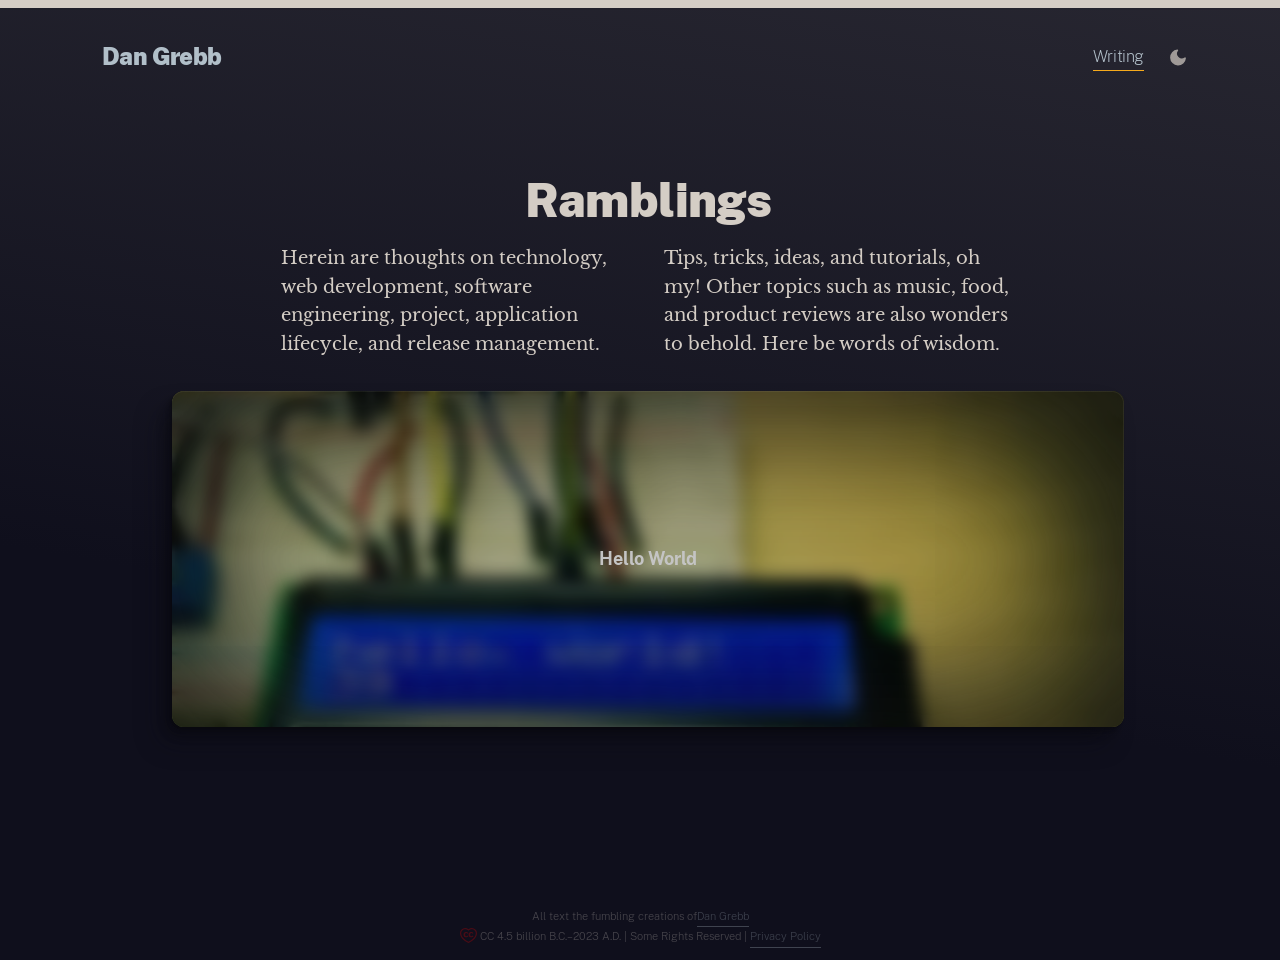 Dan Grebb
Writing
Ramblings
Herein are thoughts on technology,
web development, software
engineering, project, application
lifecycle, and release management.
Tips, tricks, ideas, and tutorials, oh
my! Other topics such as music, food,
and product reviews are also wonders
to behold. Here be words of wisdom.
Hello World
hello, world!
All text the fumbling creations ofDan Grebb
CC 4.5 billion B.C.–2023 A.D. | Some Rights Reserved | Privacy Policy